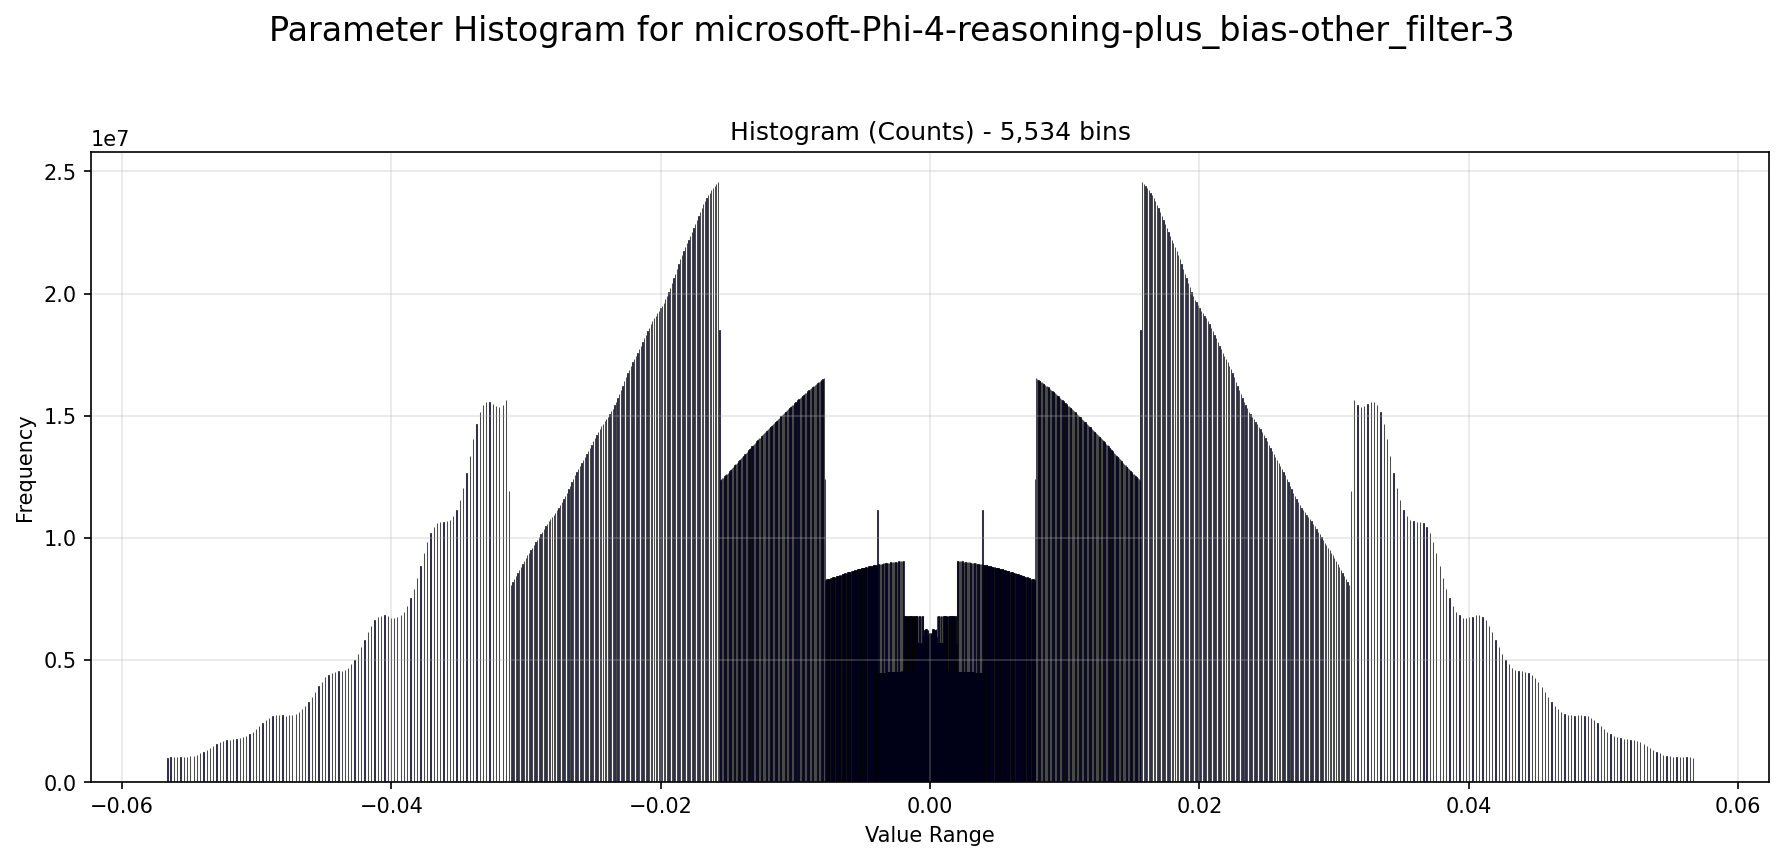 Parameter Histogram for microsoft-Phi-4-reasoning-plus_bias-other_filter-3
Histogram (Counts) - 5,534 bins
1e7
2.5
2.0
1.5
1.0
0.5
0.0
Frequency
−0.06 −0.04 −0.02 0.00 0.02 0.04 0.06
Value Range